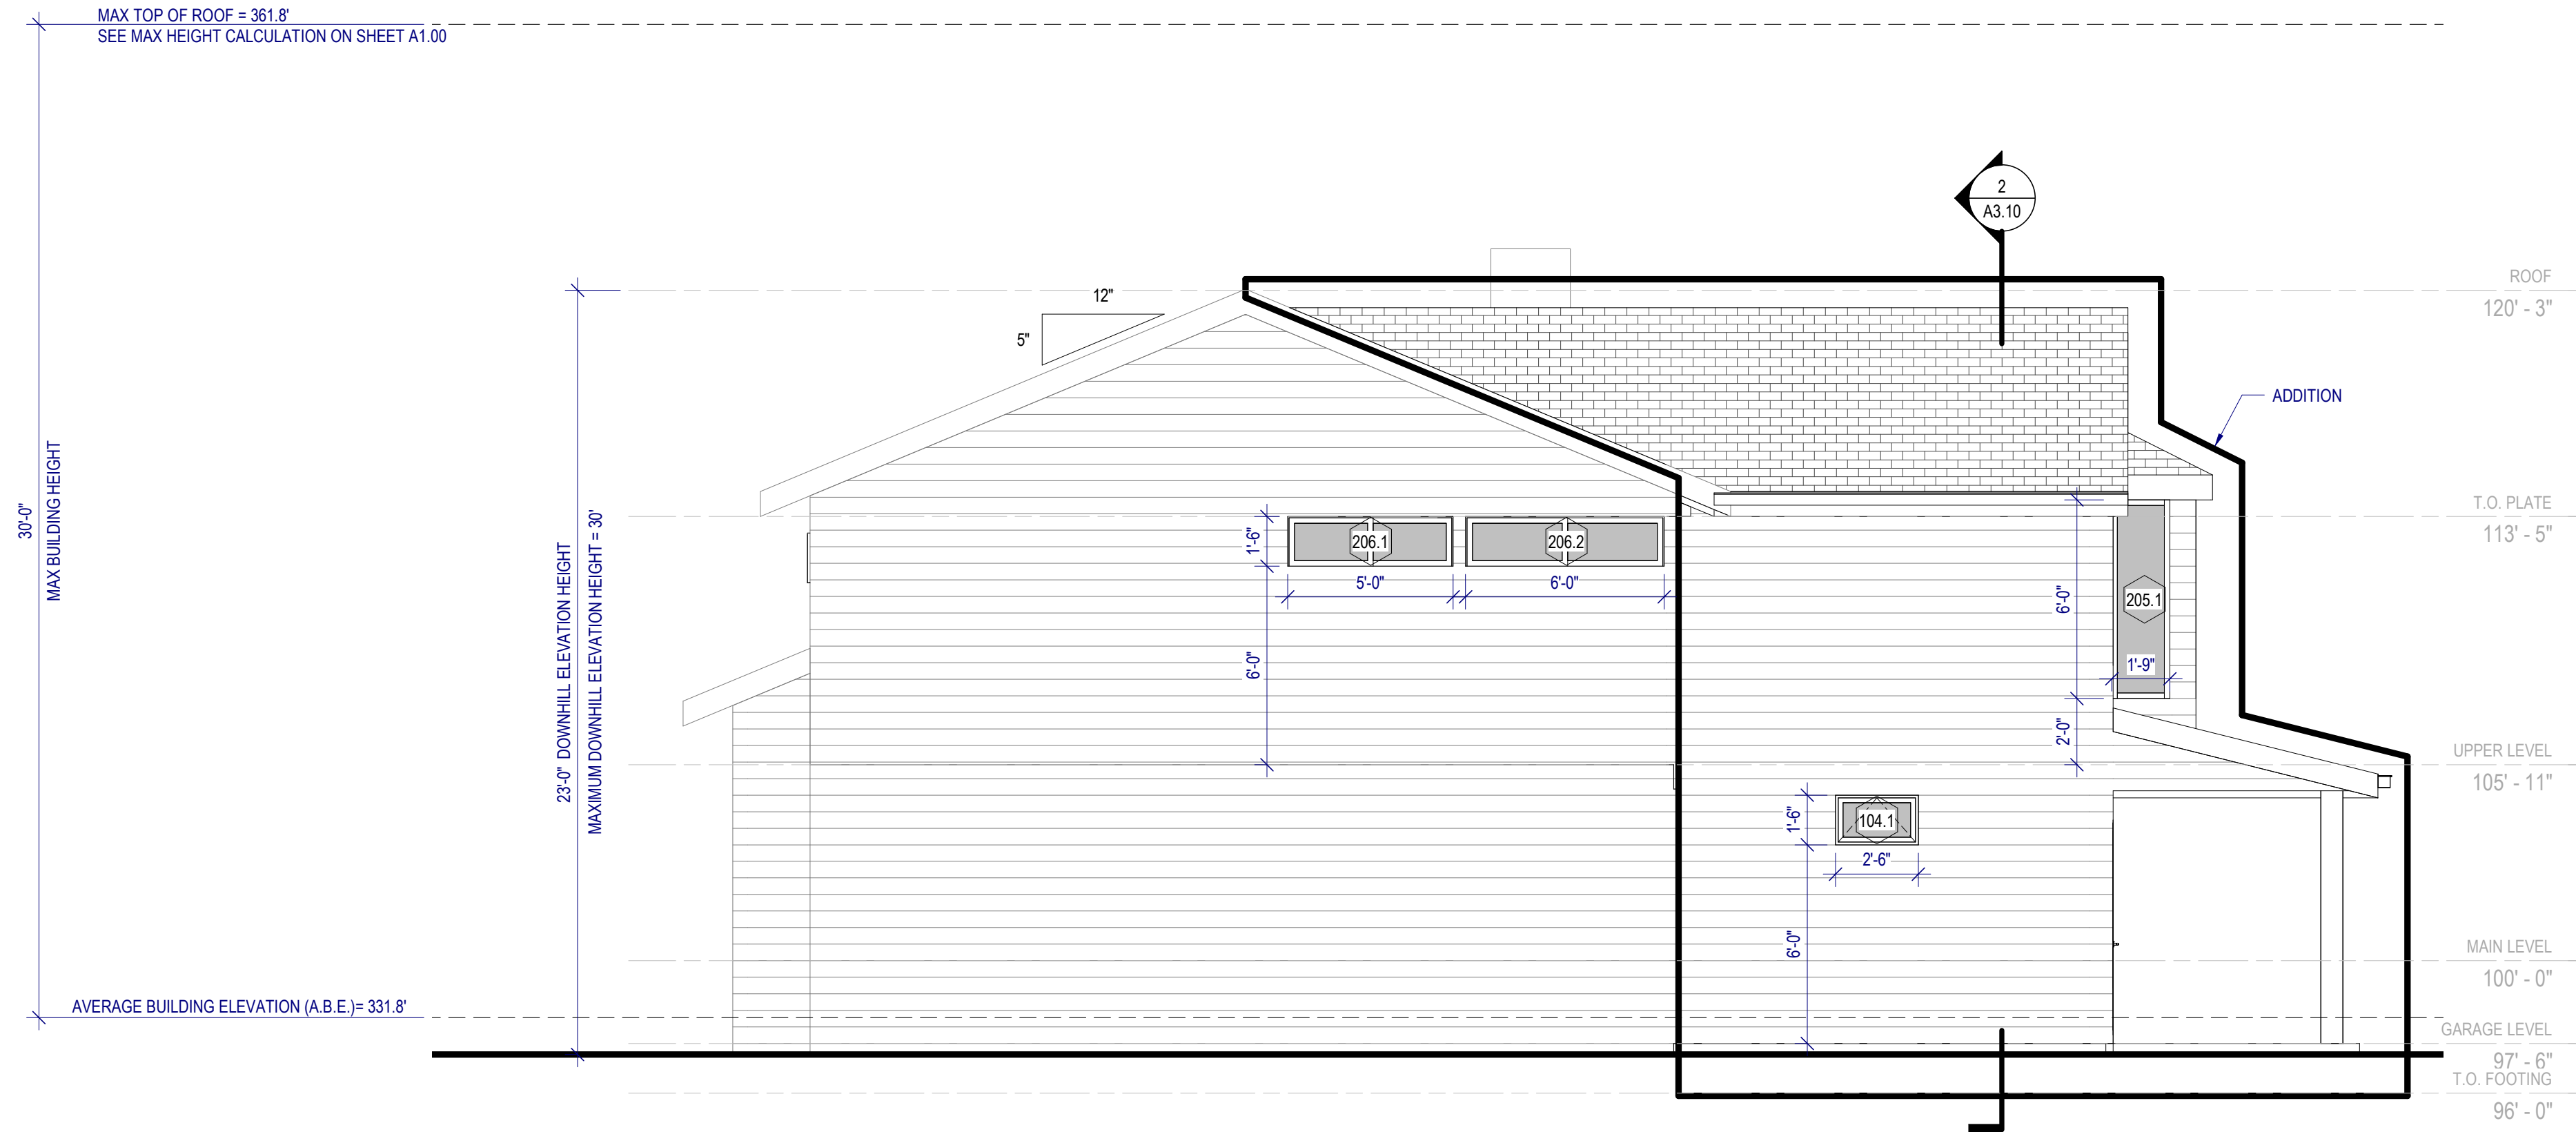 MAX TOP OF ROOF = 361.8'
SEE MAX HEIGHT CALCULATION ON SHEET A1.00
2
A3.10
ROOF
120' - 3"
12"
5"
ADDITION
30'-0"
MAX BUILDING HEIGHT
23'-0" DOWNHILL ELEVATION HEIGHT
MAXIMUM DOWNHILL ELEVATION HEIGHT = 30'
T.O. PLATE
113' - 5"
1'-6"
206.1
206.2
5'-0"
6'-0"
6'-0"
6'-0"
205.1
1'-9"
2'-0"
UPPER LEVEL
105' - 11"
1'-6"
104.1
2'-6"
6'-0"
MAIN LEVEL
100' - 0"
AVERAGE BUILDING ELEVATION (A.B.E.)= 331.8'
GARAGE LEVEL
97' - 6"
T.O. FOOTING
96' - 0"